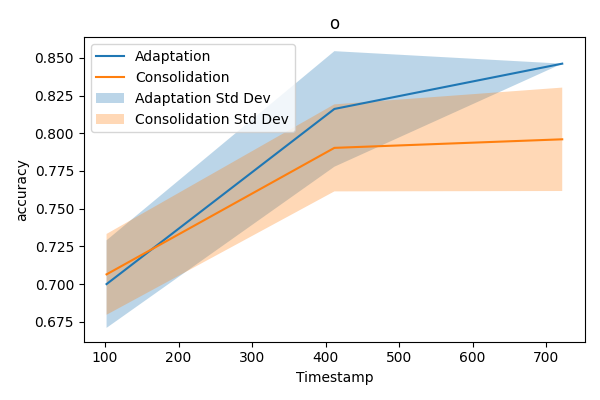 o
Adaptation
Consolidation
Adaptation Std Dev
Consolidation Std Dev
accuracy
0.850
0.825
0.800
0.775
0.750
0.725
0.700
0.675
100 200 300 400 500 600 700
Timestamp